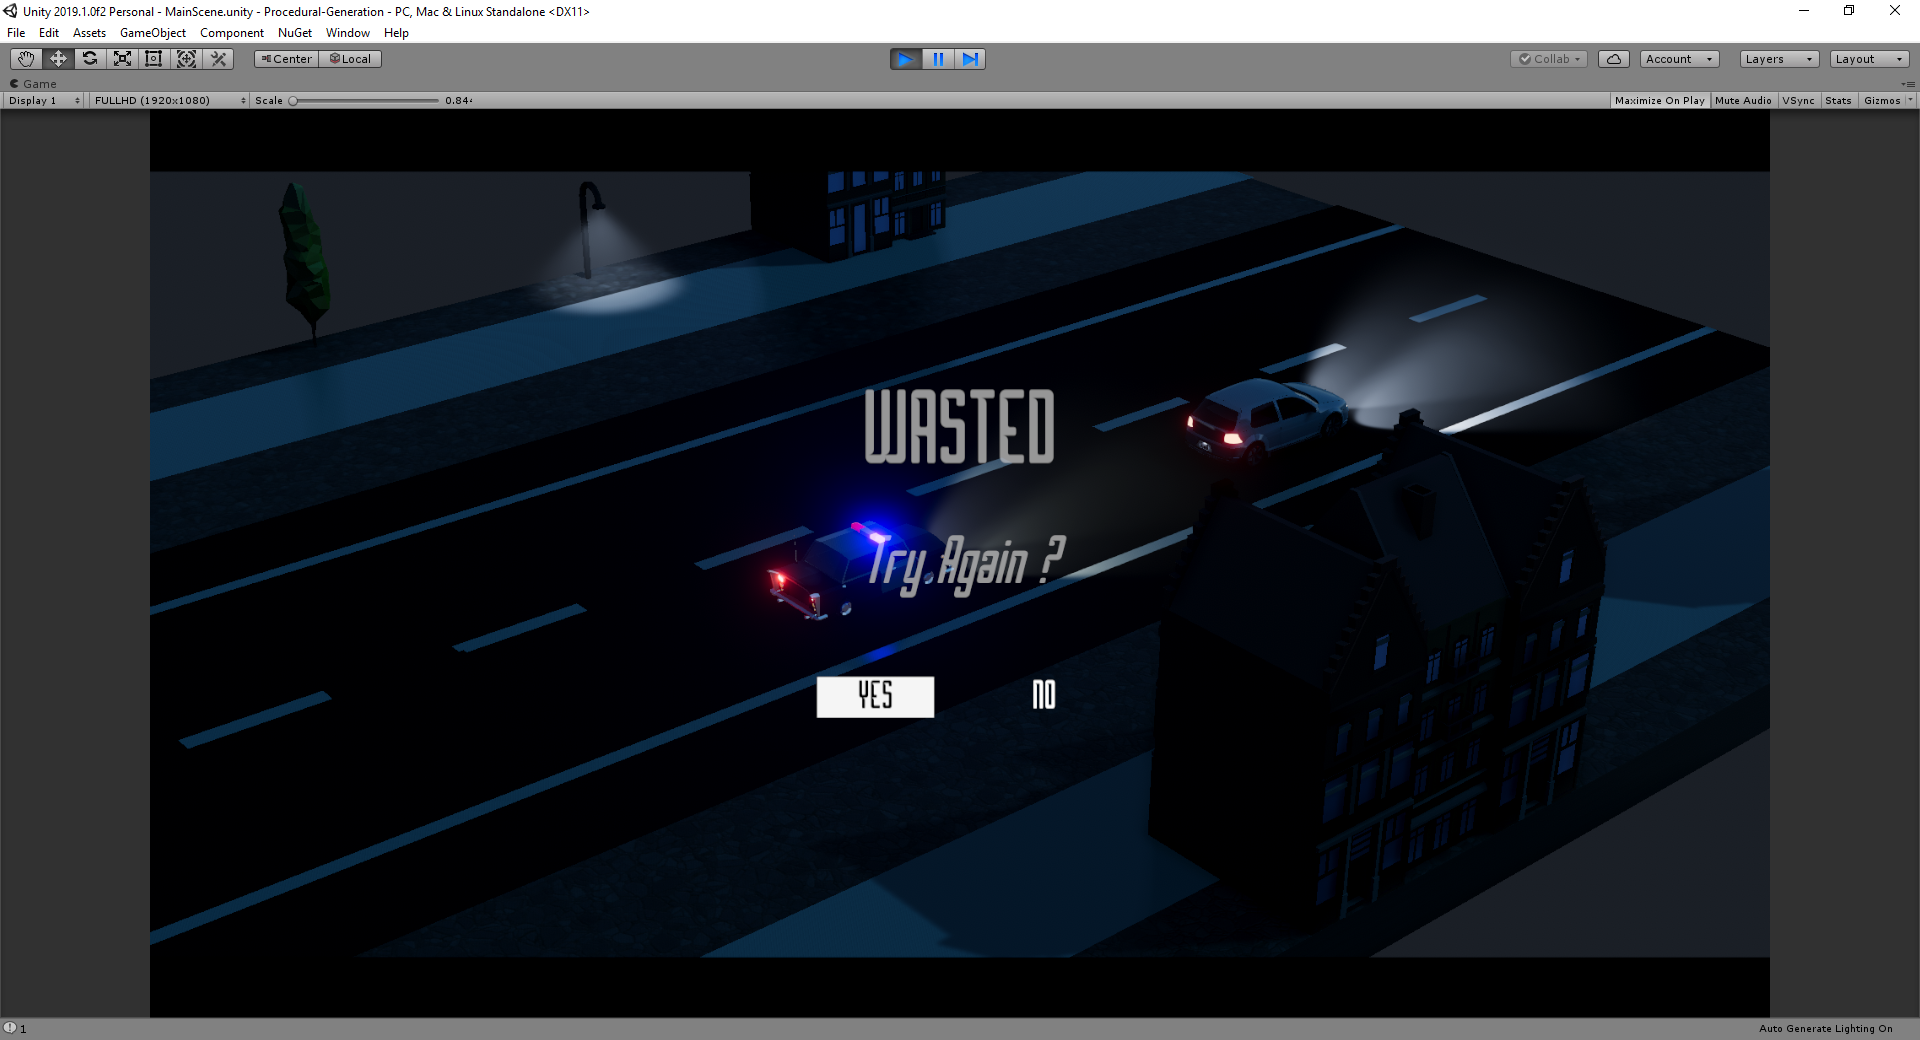 Unity 2019.1.0f2 Personal - MainScene.unity - Procedural-Generation - PC, Mac & Linux Standalone <DX11>
File Edit Assets GameObject Component NuGet Window Help
Center Local Collab Account Layers Layout
Game
Display 1 FULLHD (1920x1080) Scale 0.84 Maximize On Play Mute Audio VSync Stats Gizmos
WASTED
Try Again ?
YES NO
1 Auto Generate Lighting On